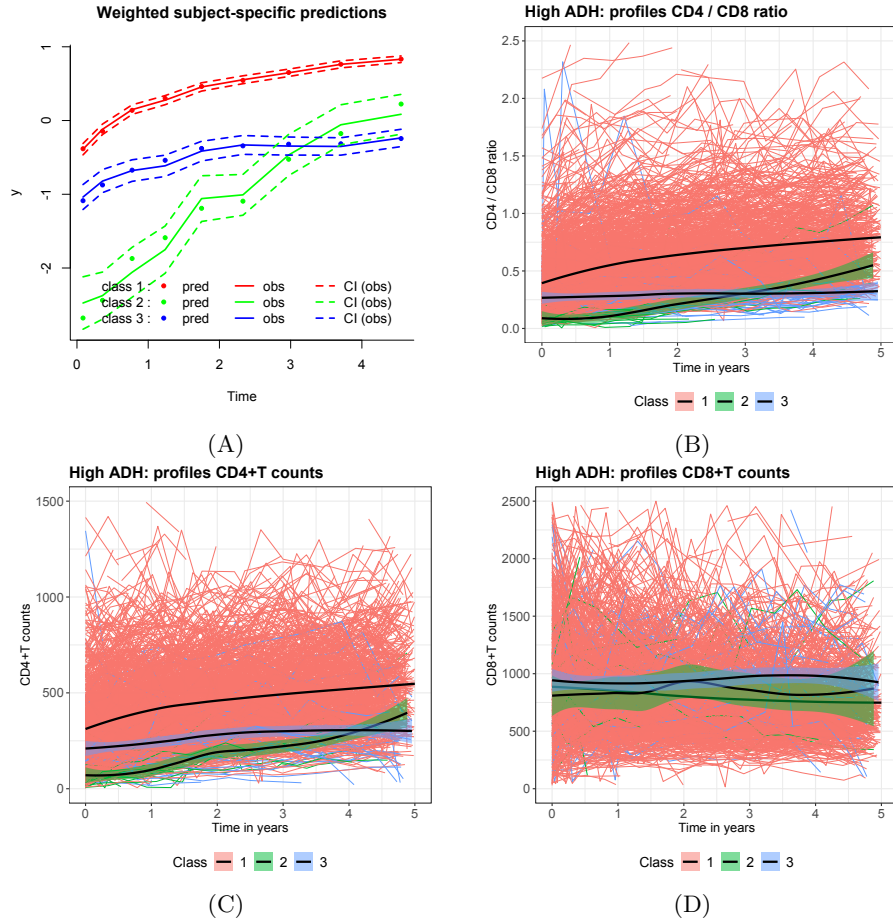 Weighted subject-specific predictions
y
1
0
-1
-2
class 1 : pred obs CI (obs)
class 2 : pred obs CI (obs)
class 3 : pred obs CI (obs)
0 1 2 3 4
Time
(A)
High ADH: profiles CD4 / CD8 ratio
CD4 / CD8 ratio
2.5
2.0
1.5
1.0
0.5
0.0
0 1 2 3 4 5
Time in years
Class 1 2 3
(B)
High ADH: profiles CD4+T counts
CD4+T counts
1500
1000
500
0
0 1 2 3 4 5
Time in years
Class 1 2 3
(C)
High ADH: profiles CD8+T counts
CD8+T counts
2500
2000
1500
1000
750
500
0
0 1 2 3 4 5
Time in years
Class 1 2 3
(D)